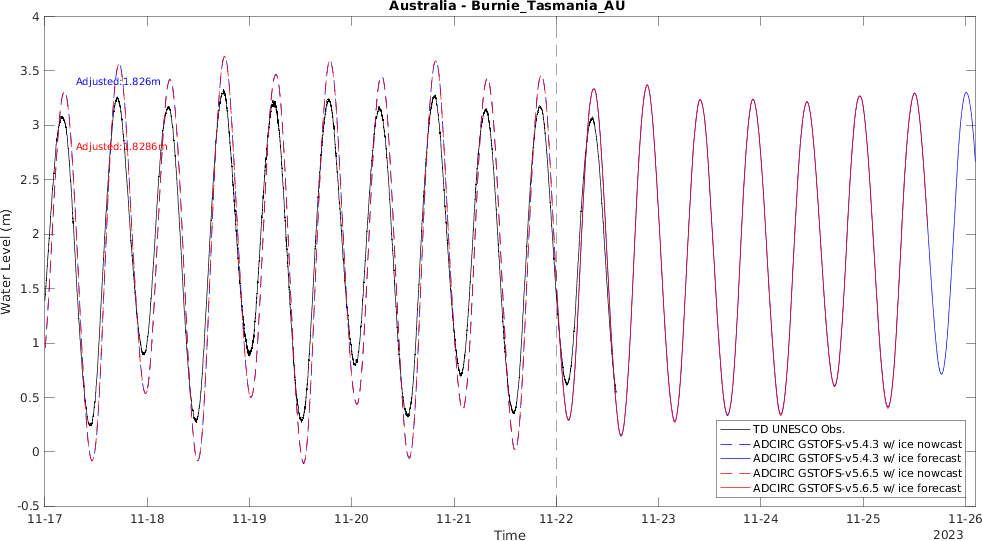 Australia - Burnie_Tasmania_AU
4
3.5
3
2.5
2
1.5
1
0.5
0
-0.5
Water Level (m)
Adjusted:1.826m
Adjusted:1.8286m
TD UNESCO Obs.
ADCIRC GSTOFS-v5.4.3 w/ ice nowcast
ADCIRC GSTOFS-v5.4.3 w/ ice forecast
ADCIRC GSTOFS-v5.6.5 w/ ice nowcast
ADCIRC GSTOFS-v5.6.5 w/ ice forecast
11-17
11-18
11-19
11-20
11-21
11-22
11-23
11-24
11-25
11-26
Time
2023